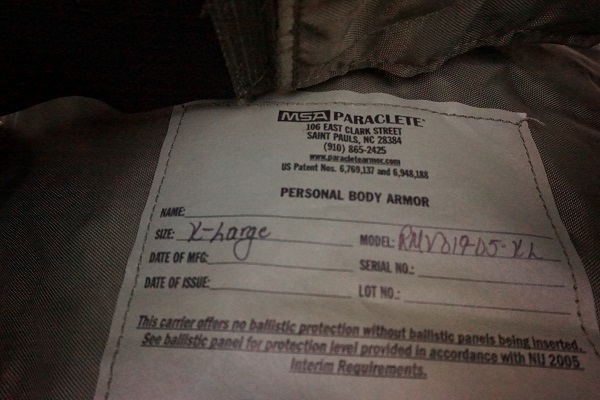 MSA PARACLETE
106 EAST CLARK STREET
SAINT PAULS, NC 28384
(910) 865-2425
www.paracletearmor.com
US Patent Nos. 6,769,137 and 6,948,188
PERSONAL BODY ARMOR
NAME:
SIZE: X-Large
MODEL: RMV019D5-XL
DATE OF MFG:
SERIAL NO.:
DATE OF ISSUE:
LOT NO.:
This carrier offers no ballistic protection without ballistic panels being inserted.
See ballistic panel for protection level provided in accordance with NIJ 2005
Interim Requirements.